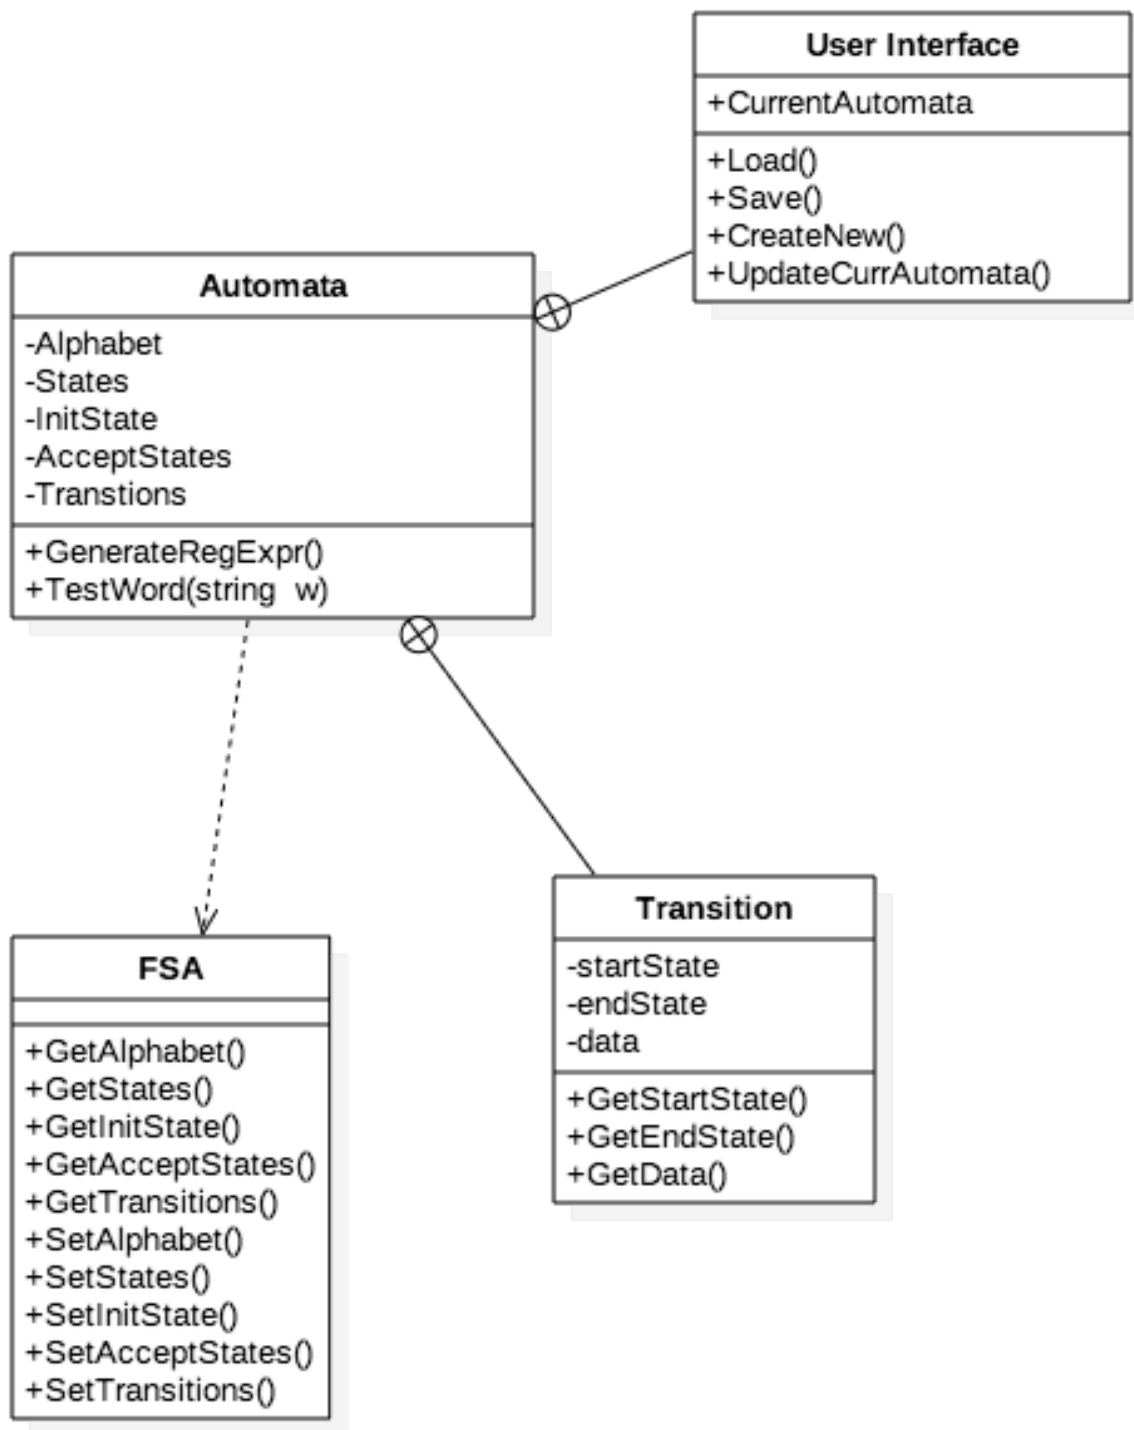 User Interface
+CurrentAutomata
+Load()
+Save()
+CreateNew()
+UpdateCurrAutomata()
Automata
-Alphabet
-States
-InitState
-AcceptStates
-Transtions
+GenerateRegExpr()
+TestWord(string w)
FSA
+GetAlphabet()
+GetStates()
+GetInitState()
+GetAcceptStates()
+GetTransitions()
+SetAlphabet()
+SetStates()
+SetInitState()
+SetAcceptStates()
+SetTransitions()
Transition
-startState
-endState
-data
+GetStartState()
+GetEndState()
+GetData()